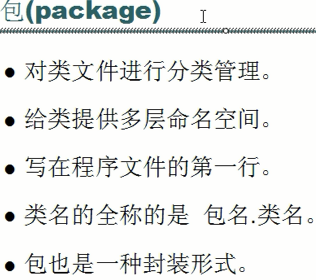 包(package)
● 对类文件进行分类管理。
● 给类提供多层命名空间。
● 写在程序文件的第一行。
● 类名的全称的是 包名.类名。
● 包也是一种封装形式。